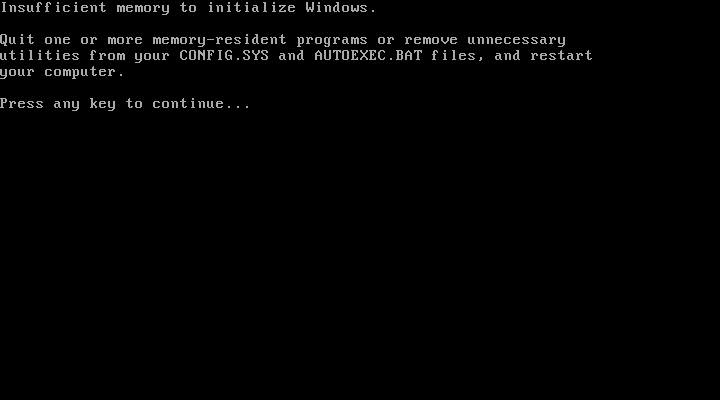 Insufficient memory to initialize Windows.
Quit one or more memory-resident programs or remove unnecessary
utilities from your CONFIG.SYS and AUTOEXEC.BAT files, and restart
your computer.
Press any key to continue...